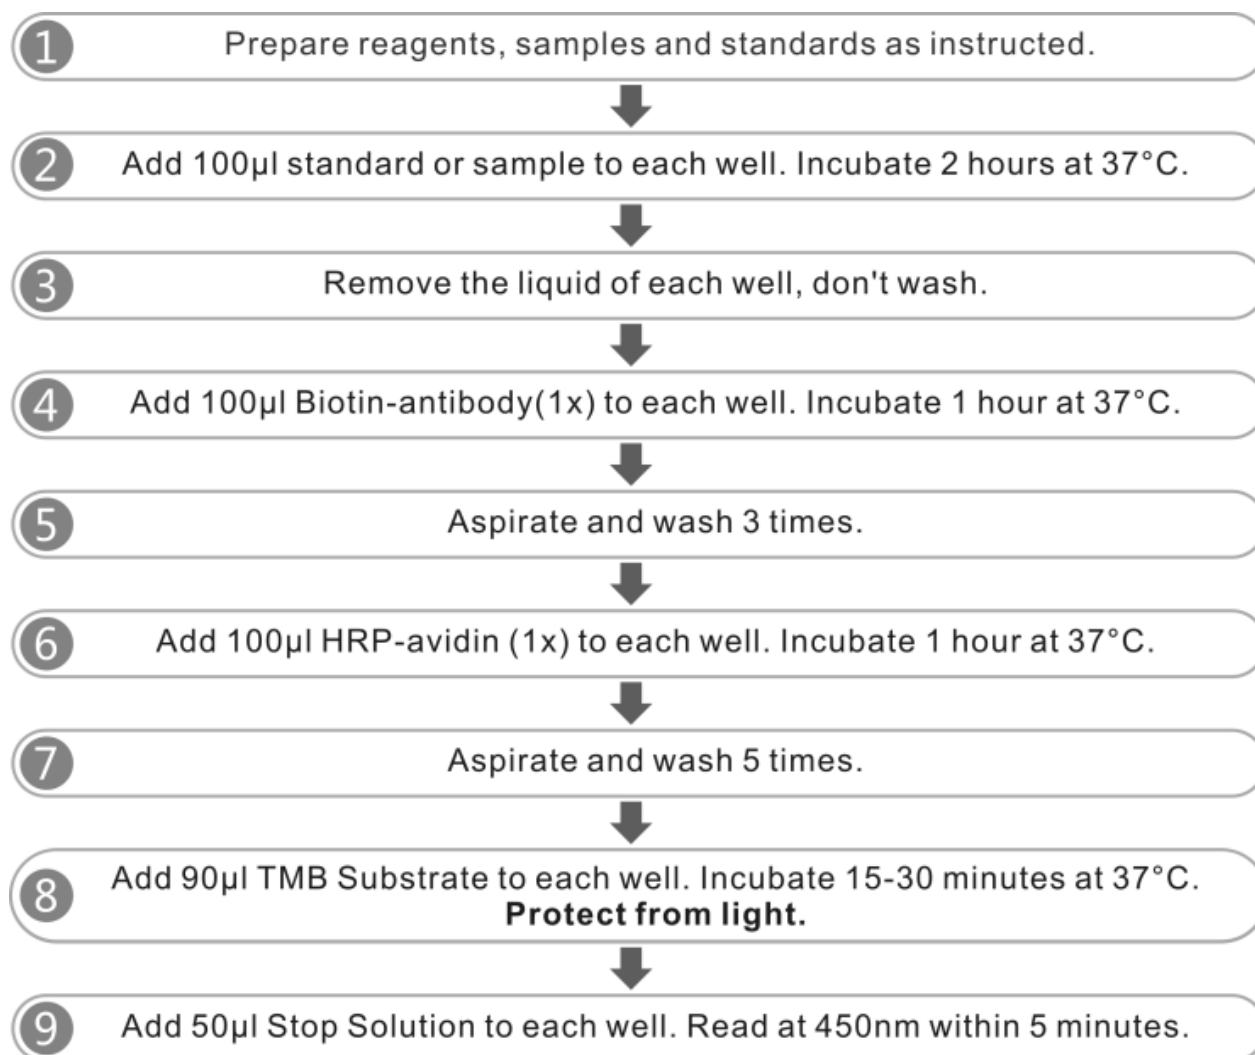 1 Prepare reagents, samples and standards as instructed.
2 Add 100µl standard or sample to each well. Incubate 2 hours at 37°C.
3 Remove the liquid of each well, don't wash.
4 Add 100µl Biotin-antibody(1x) to each well. Incubate 1 hour at 37°C.
5 Aspirate and wash 3 times.
6 Add 100µl HRP-avidin (1x) to each well. Incubate 1 hour at 37°C.
7 Aspirate and wash 5 times.
8 Add 90µl TMB Substrate to each well. Incubate 15-30 minutes at 37°C.
Protect from light.
9 Add 50µl Stop Solution to each well. Read at 450nm within 5 minutes.